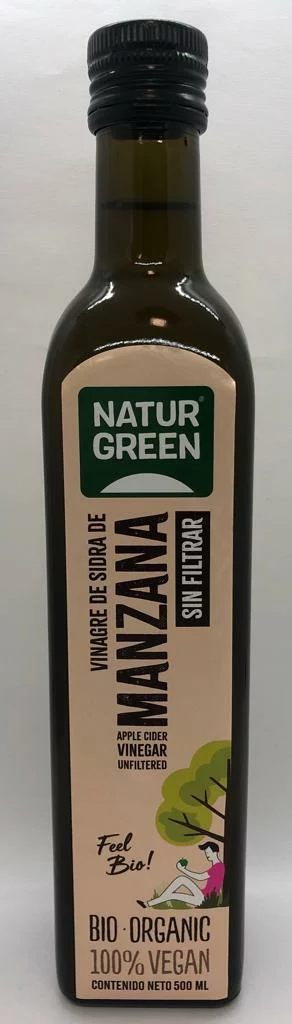 NATUR
GREEN®
VINAGRE DE SIDRA DE
MANZANA
SIN FILTRAR
APPLE CIDER
VINEGAR
UNFILTERED
Feel
Bio!
BIO · ORGANIC
100% VEGAN
CONTENIDO NETO 500 ML